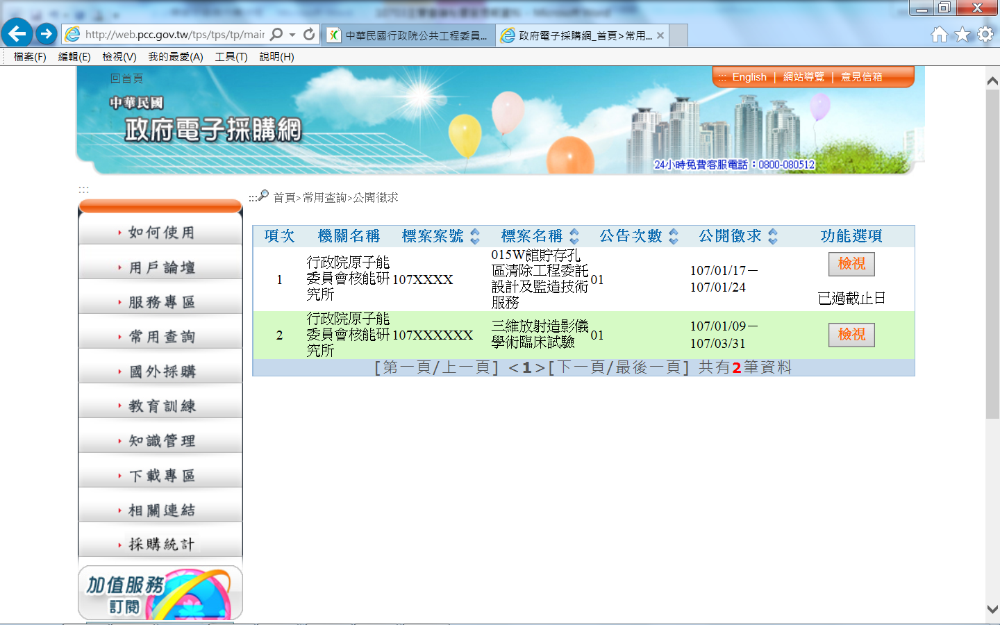 http://web.pcc.gov.tw/tps/tps/tp/mair
中華民國行政院公共工程委員...
政府電子採購網_首頁>常用...
檔案(F) 編輯(E) 檢視(V) 我的最愛(A) 工具(T) 說明(H)
回首頁
::: English | 網站導覽 | 意見信箱
中華民國
政府電子採購網
24小時免費客服電話：0800-080512
:::
:::首頁>常用查詢>公開徵求
如何使用
用戶論壇
服務專區
常用查詢
國外採購
教育訓練
知識管理
下載專區
相關連結
採購統計
加值服務
訂閱
項次 機關名稱 標案案號 標案名稱 公告次數 公開徵求 功能選項
1
行政院原子能
委員會核能研
究所
107XXXX
015W館貯存孔
區清除工程委託
設計及監造技術
服務
01
107/01/17－
107/01/24
檢視
已過截止日
2
行政院原子能
委員會核能研
究所
107XXXXXX
三維放射造影儀
學術臨床試驗
01
107/01/09－
107/03/31
檢視
[第一頁/上一頁] <1>[下一頁/最後一頁] 共有2筆資料